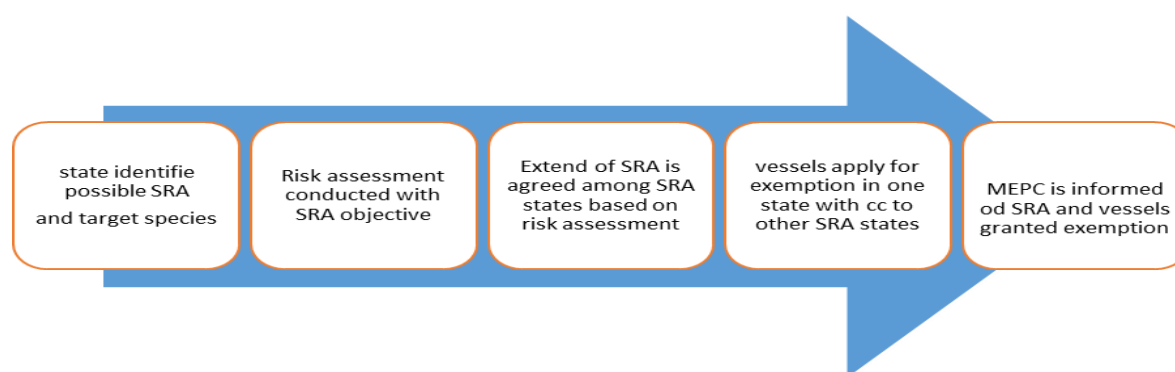 state identifie
possible SRA
and target species
Risk assessment
conducted with
SRA objective
Extend of SRA is
agreed among SRA
states based on
risk assessment
vessels apply for
exemption in one
state with cc to
other SRA states
MEPC is informed
od SRA and vessels
granted exemption